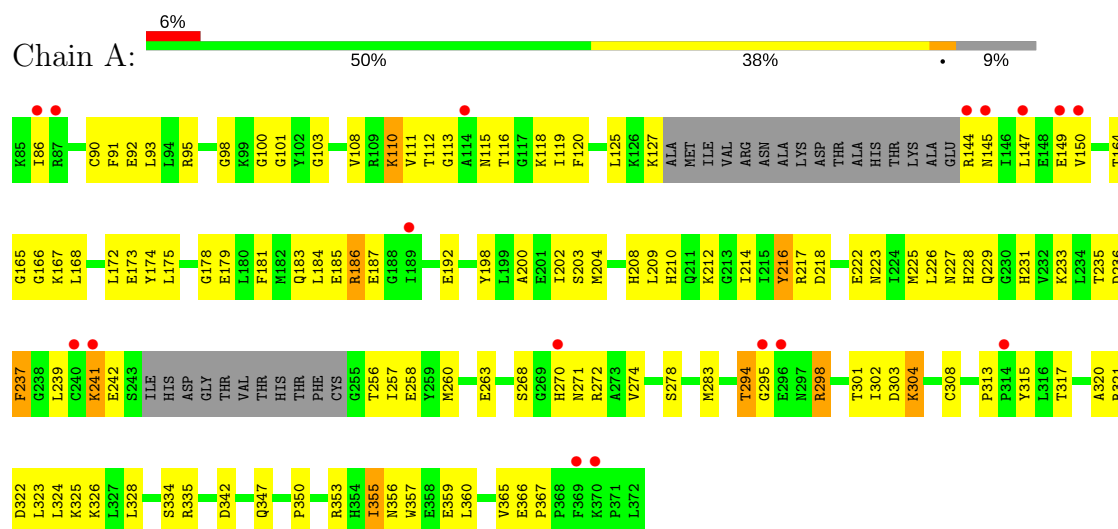 6%
Chain A:
50% 38% • 9%
K85 I86 R87 C90 F91 E92 L93 L94 R95 G98 K99 G100 G101 Y102 G103 V108 R109 K110 V111 T112 G113 A114 N115 T116 G117 K118 I119 F120 L125 K126 K127 ALA MET ILE VAL ARG ASN ALA LYS ASP THR ALA HIS THR LYS ALA GLU R144 N145 I146 L147 E148 E149 V150 T164
G165 G166 K167 L168 L172 E173 Y174 L175 G178 E179 L180 F181 M182 Q183 L184 E185 R186 E187 G188 I189 E192 Y198 L199 A200 E201 I202 S203 M204 H208 L209 H210 Q211 K212 G213 I214 I215 Y216 R217 D218 E222 N223 I224 M225 L226 N227 H228 Q229 G230 H231 V232 K233 L234 T235 D236
F237 G238 L239 C240 K241 E242 S243 ILE HIS ASP GLY THR VAL THR HIS THR PHE CYS G255 T256 I257 E258 Y259 M260 E263 S268 G269 H270 N271 R272 A273 V274 S278 M283 T294 G295 E296 N297 R298 T301 I302 D303 K304 C308 P313 P314 Y315 L316 T317 A320 R321
D322 L323 L324 K325 K326 L327 L328 S334 D342 Q347 P350 R353 H354 I355 N356 W357 E358 E359 L360 V365 E366 P367 P368 F369 K370 P371 L372